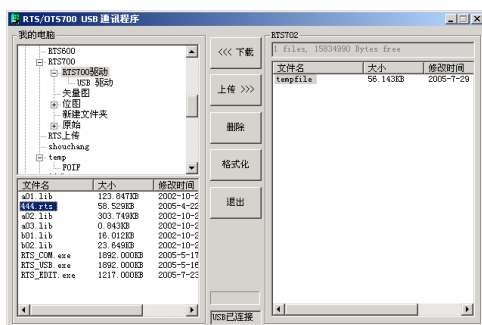 RTS/OTS700 USB 通讯程序
我的电脑
RTS600
RTS700
RTS700驱动
USB 驱动
矢量图
位图
新建文件夹
原始
RTS上传
shouchang
temp
FOIF
文件名 大小 修改时间
a01.lib 123.847KB 2002-10-2
444.rts 58.529KB 2005-4-22
a02.lib 303.749KB 2002-10-2
a03.lib 0.843KB 2002-10-2
b01.lib 16.012KB 2002-10-2
b02.lib 23.649KB 2002-10-2
RTS_COM.exe 1892.000KB 2005-5-17
RTS_USB.exe 1892.000KB 2005-5-16
RTS_EDIT.exe 1217.000KB 2005-7-23
<<< 下载
上传 >>>
删除
格式化
退出
USB已连接
RTS702
1 files, 15834990 Bytes free
文件名 大小 修改时间
tempfile 56.143KB 2005-7-29